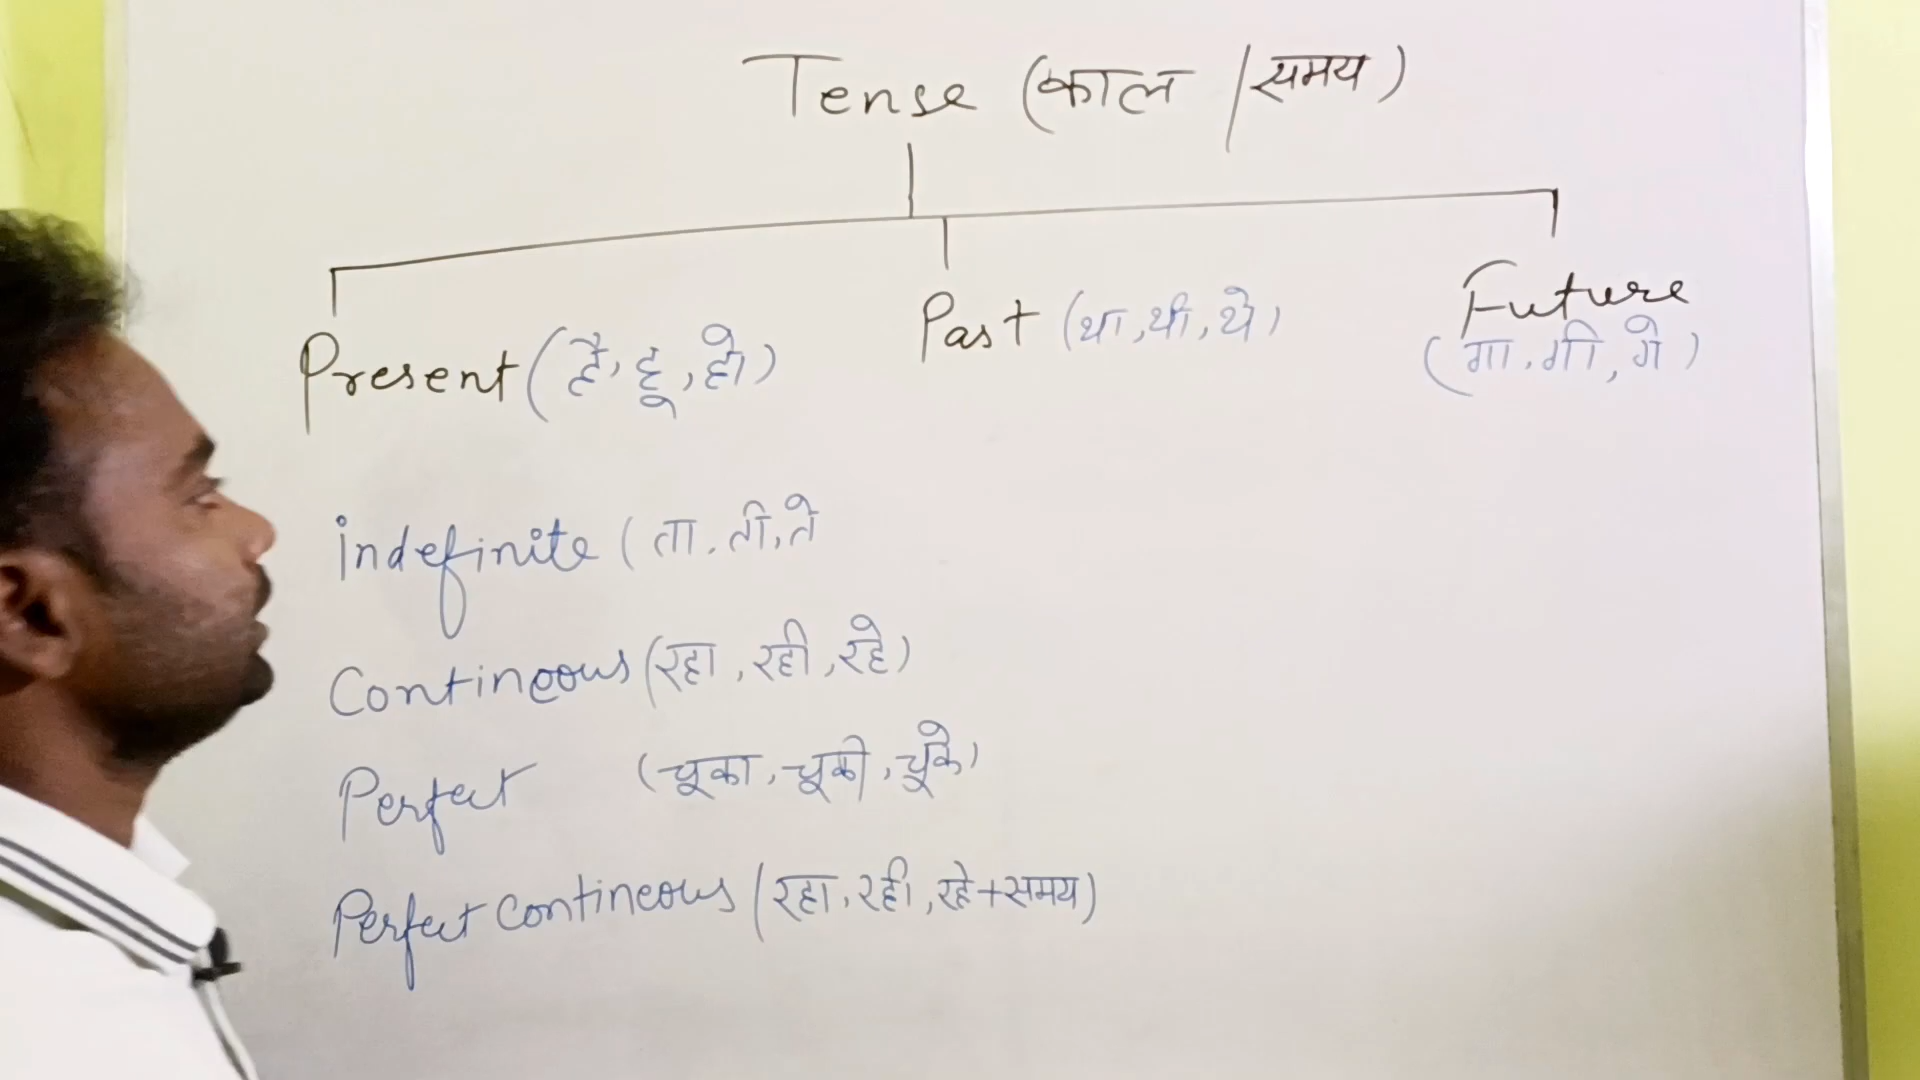 Tense (काल / समय)
Present (है, हू, हो)
Past (था, थी, थे)
Future
(गा, गी, गे)
indefinite (ता, ती, ते
Contineous (रहा, रही, रहे)
Perfect (चूका, चूकी, चूके)
Perfect contineous (रहा, रही, रहे+समय)